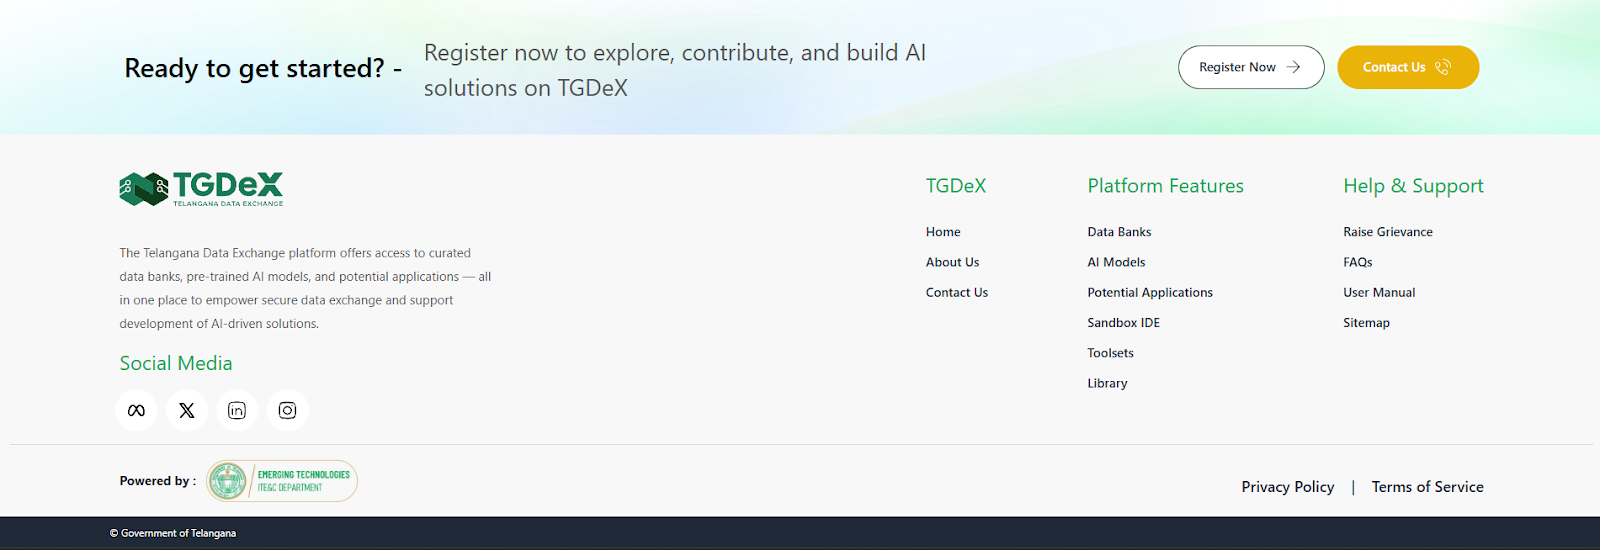 Ready to get started? -
Register now to explore, contribute, and build AI
solutions on TGDeX
Register Now
Contact Us
TGDeX
TELANGANA DATA EXCHANGE
The Telangana Data Exchange platform offers access to curated
data banks, pre-trained AI models, and potential applications — all
in one place to empower secure data exchange and support
development of AI-driven solutions.
Social Media
TGDeX
Home
About Us
Contact Us
Platform Features
Data Banks
AI Models
Potential Applications
Sandbox IDE
Toolsets
Library
Help & Support
Raise Grievance
FAQs
User Manual
Sitemap
Powered by :
EMERGING TECHNOLOGIES
ITE&C DEPARTMENT
Privacy Policy | Terms of Service
© Government of Telangana